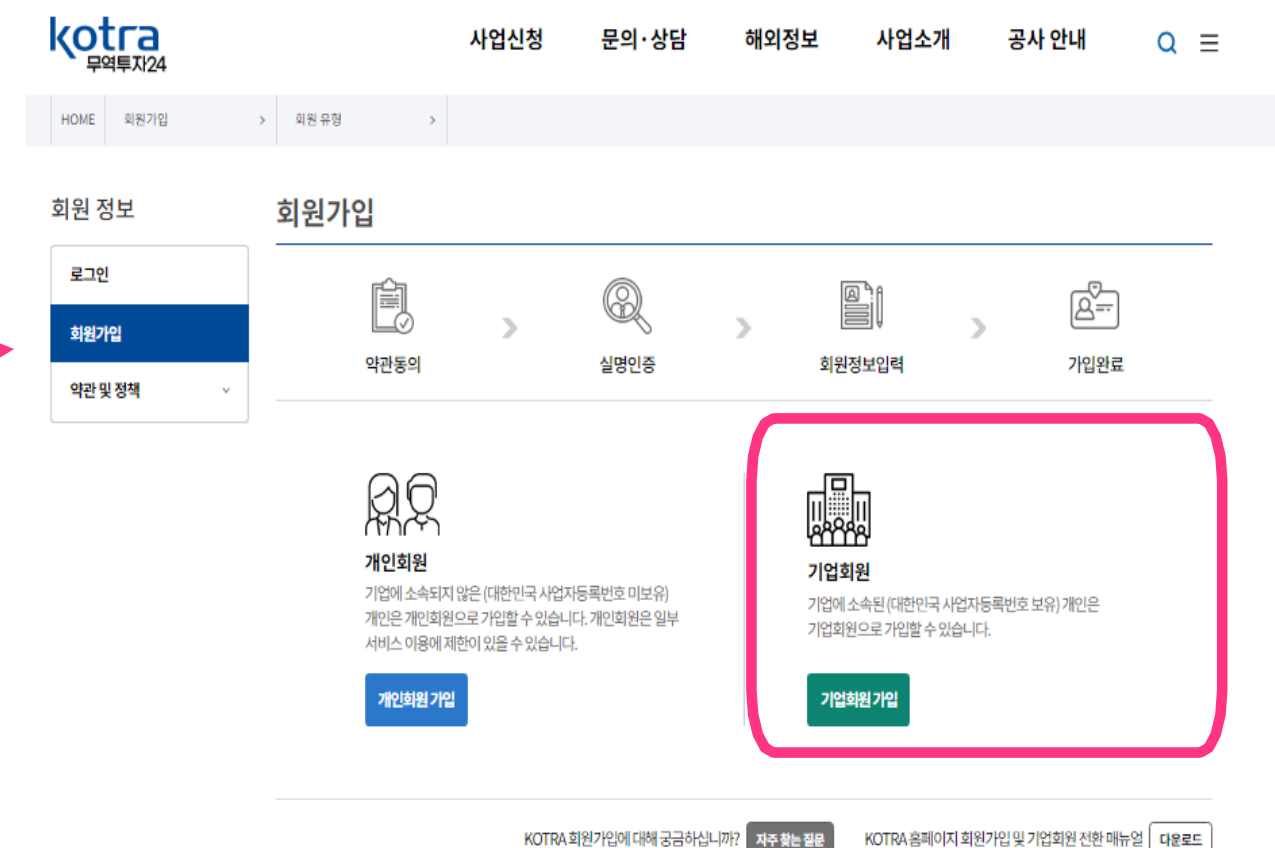 kotra
무역투자24
사업신청 문의·상담 해외정보 사업소개 공사 안내
HOME 회원가입 > 회원 유형 >
회원 정보
회원가입
로그인
회원가입
약관 및 정책
약관동의 실명인증 회원정보입력 가입완료
개인회원
기업에 소속되지 않은 (대한민국 사업자등록번호 미보유)
개인은 개인회원으로 가입할 수 있습니다. 개인회원은 일부
서비스 이용에 제한이 있을 수 있습니다.
개인회원 가입
기업회원
기업에 소속된 (대한민국 사업자등록번호 보유) 개인은
기업회원으로 가입할 수 있습니다.
기업회원 가입
KOTRA 회원가입에 대해 궁금하십니까? 자주 찾는 질문 KOTRA 홈페이지 회원가입 및 기업회원 전환 매뉴얼 다운로드